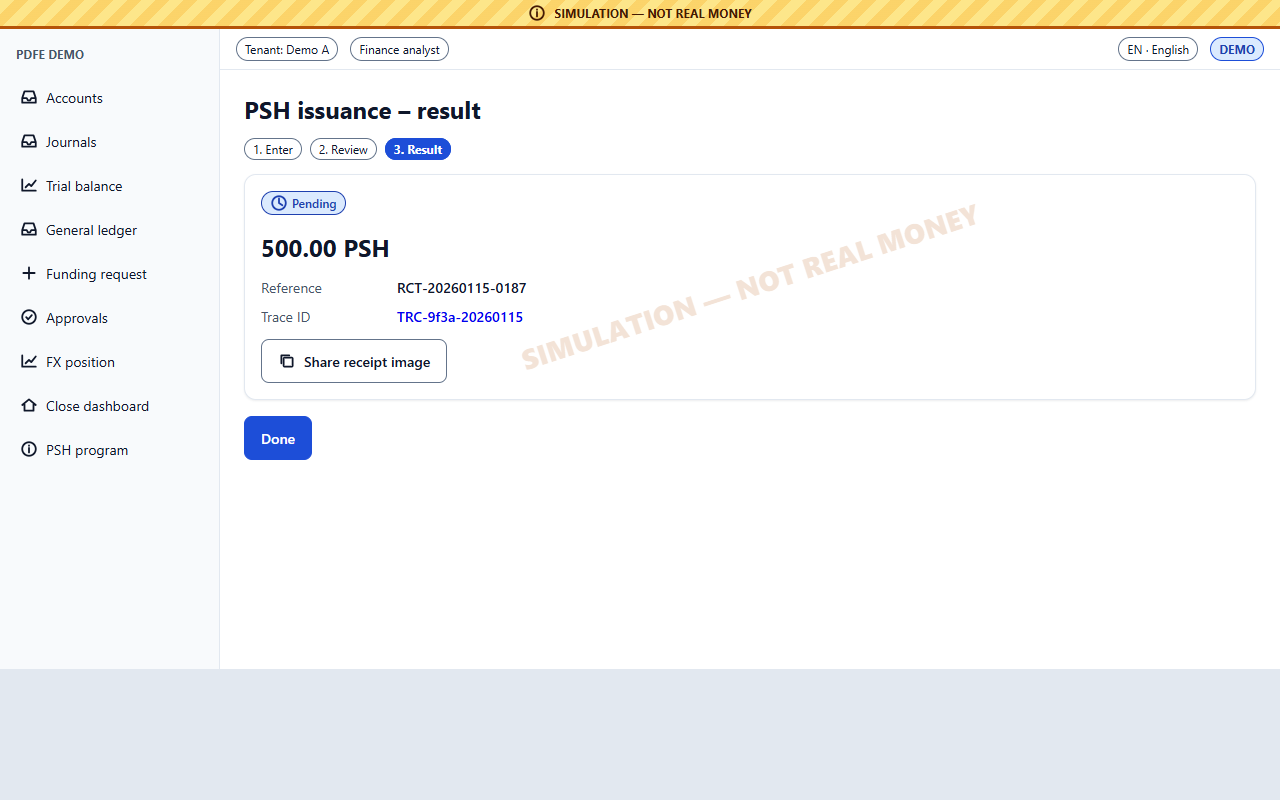 SIMULATION — NOT REAL MONEY
PDFE DEMO
Tenant: Demo A
Finance analyst
EN · English
DEMO
Accounts
Journals
Trial balance
General ledger
Funding request
Approvals
FX position
Close dashboard
PSH program
PSH issuance – result
1. Enter
2. Review
3. Result
Pending
500.00 PSH
Reference RCT-20260115-0187
Trace ID TRC-9f3a-20260115
Share receipt image
SIMULATION — NOT REAL MONEY
Done